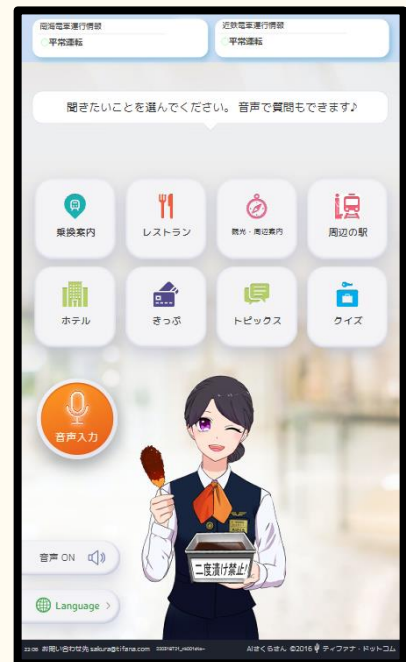 南海電車運行情報
○平常運転
近鉄電車運行情報
○平常運転
聞きたいことを選んでください。音声で質問もできます♪
乗換案内
レストラン
観光・周辺案内
周辺の駅
ホテル
きっぷ
トピックス
クイズ
音声入力
二度漬け禁止!
音声 ON
Language >
お問い合わせ先 sakura@tifana.com
AIさくらさん ©2016 ティファナ・ドットコム